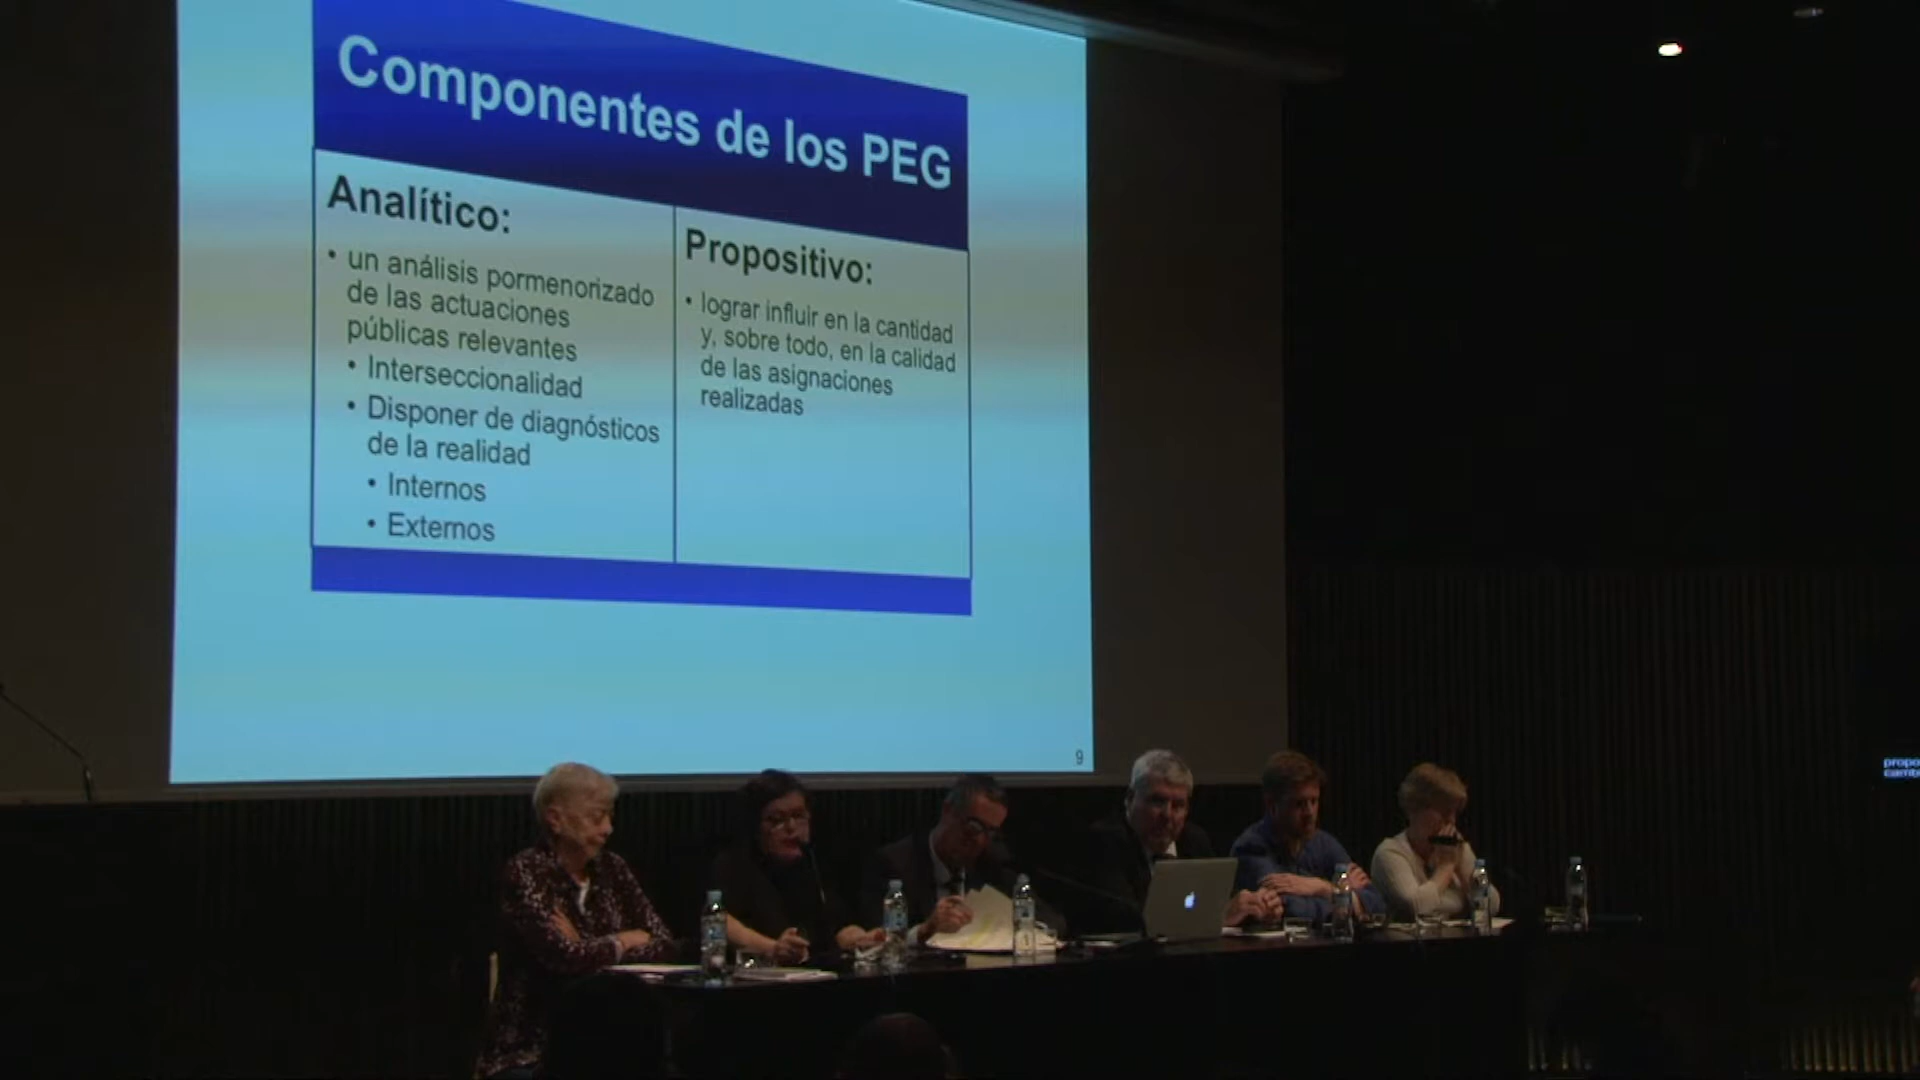 Componentes de los PEG
Analítico:
• un análisis pormenorizado
de las actuaciones
públicas relevantes
• Interseccionalidad
• Disponer de diagnósticos
de la realidad
• Internos
• Externos
Propositivo:
• lograr influir en la cantidad
y, sobre todo, en la calidad
de las asignaciones
realizadas
9